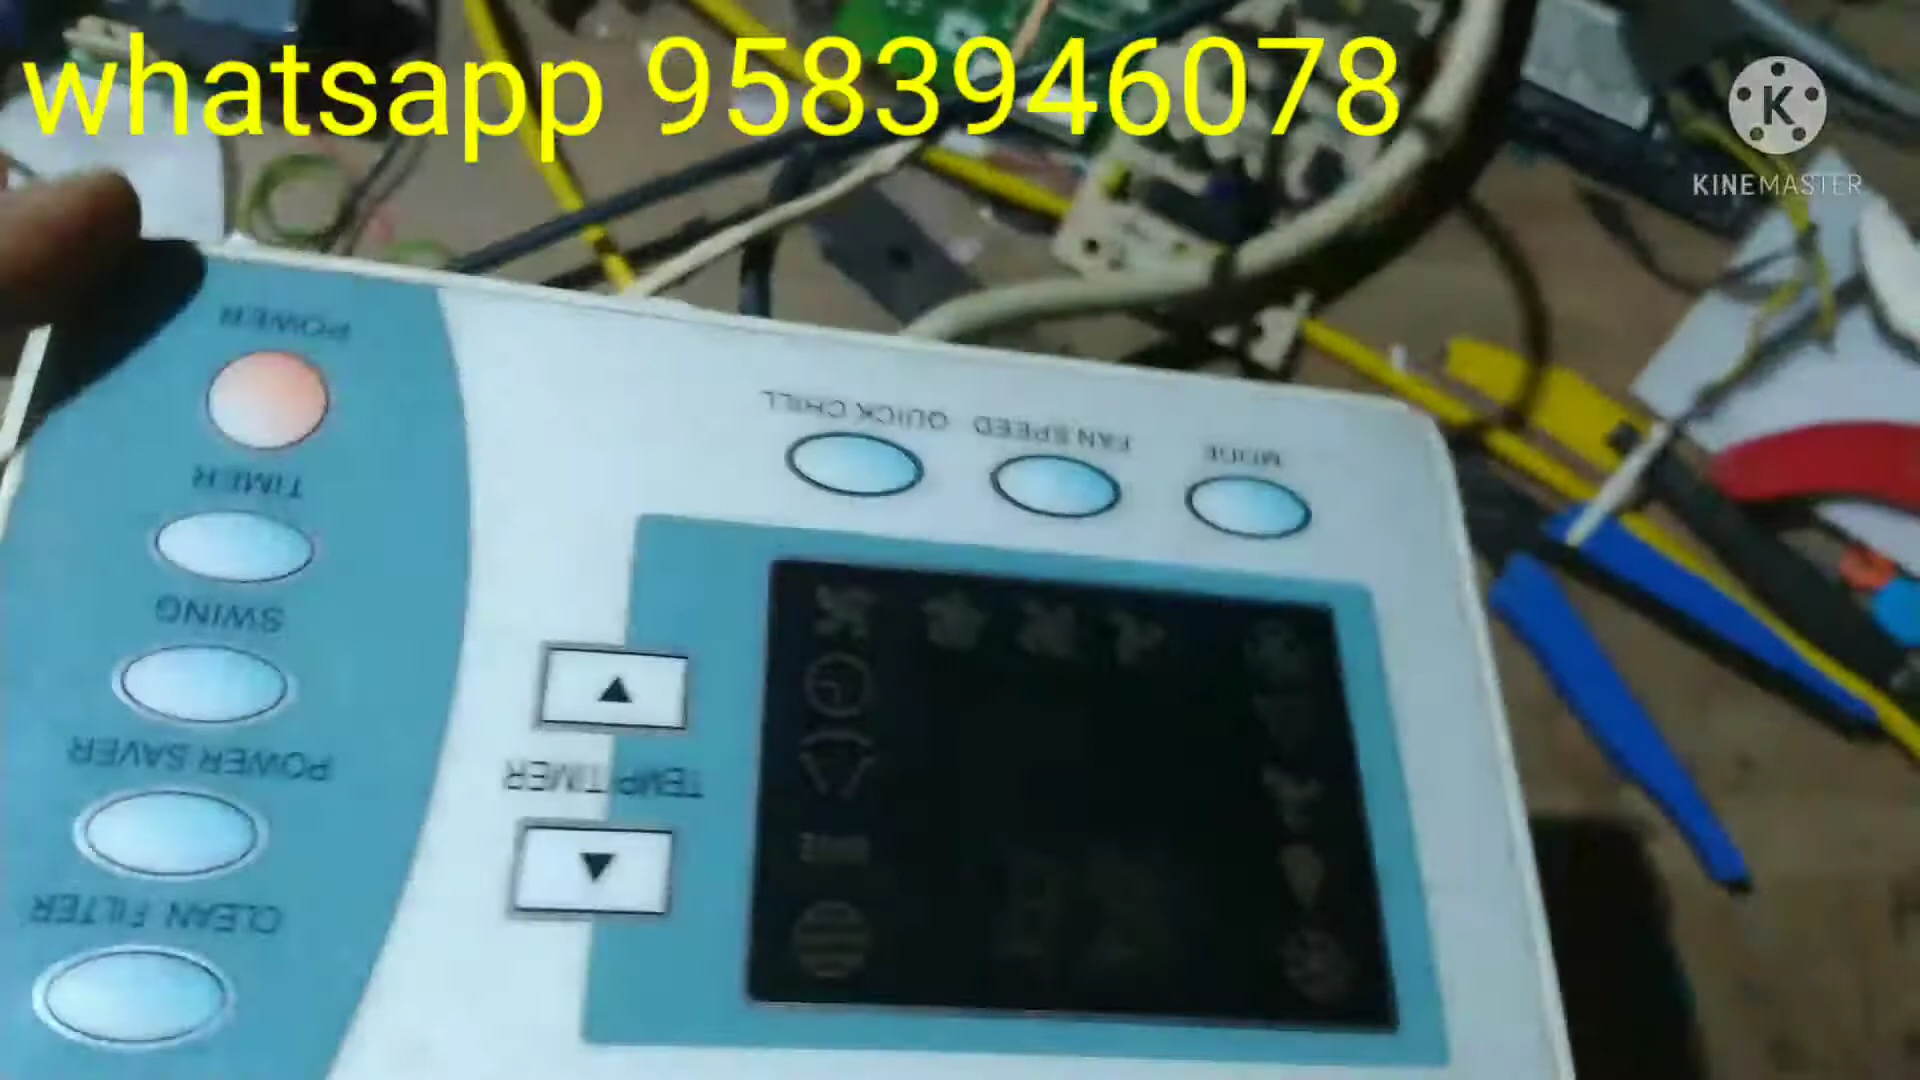 whatsapp 9583946078
K
KINEMASTER
POWER
TIMER
SWING
POWER SAVER
CLEAN FILTER
QUICK CHILL
FAN SPEED
MODE
TEMP TIMER